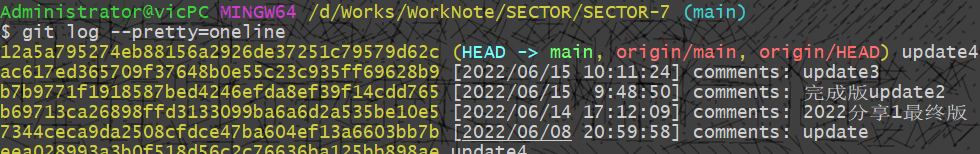 Administrator@vicPC MINGW64 /d/Works/WorkNote/SECTOR/SECTOR-7 (main)
$ git log --pretty=oneline
12a5a795274eb88156a2926de37251c79579d62c (HEAD -> main, origin/main, origin/HEAD) update4
ac617ed365709f37648b0e55c23c935ff69628b9 [2022/06/15 10:11:24] comments: update3
b7b9771f1918587bed4246efda8ef39f14cdd765 [2022/06/15  9:48:50] comments: 完成版update2
b69713ca26898ffd3133099ba6a6d2a535be10e5 [2022/06/14 17:12:09] comments: 2022分享1最终版
7344ceca9da2508cfdce47ba604ef13a6603bb7b [2022/06/08 20:59:58] comments: update
eea028993a3b0f518d56c2c76636ba125bb898ae update4